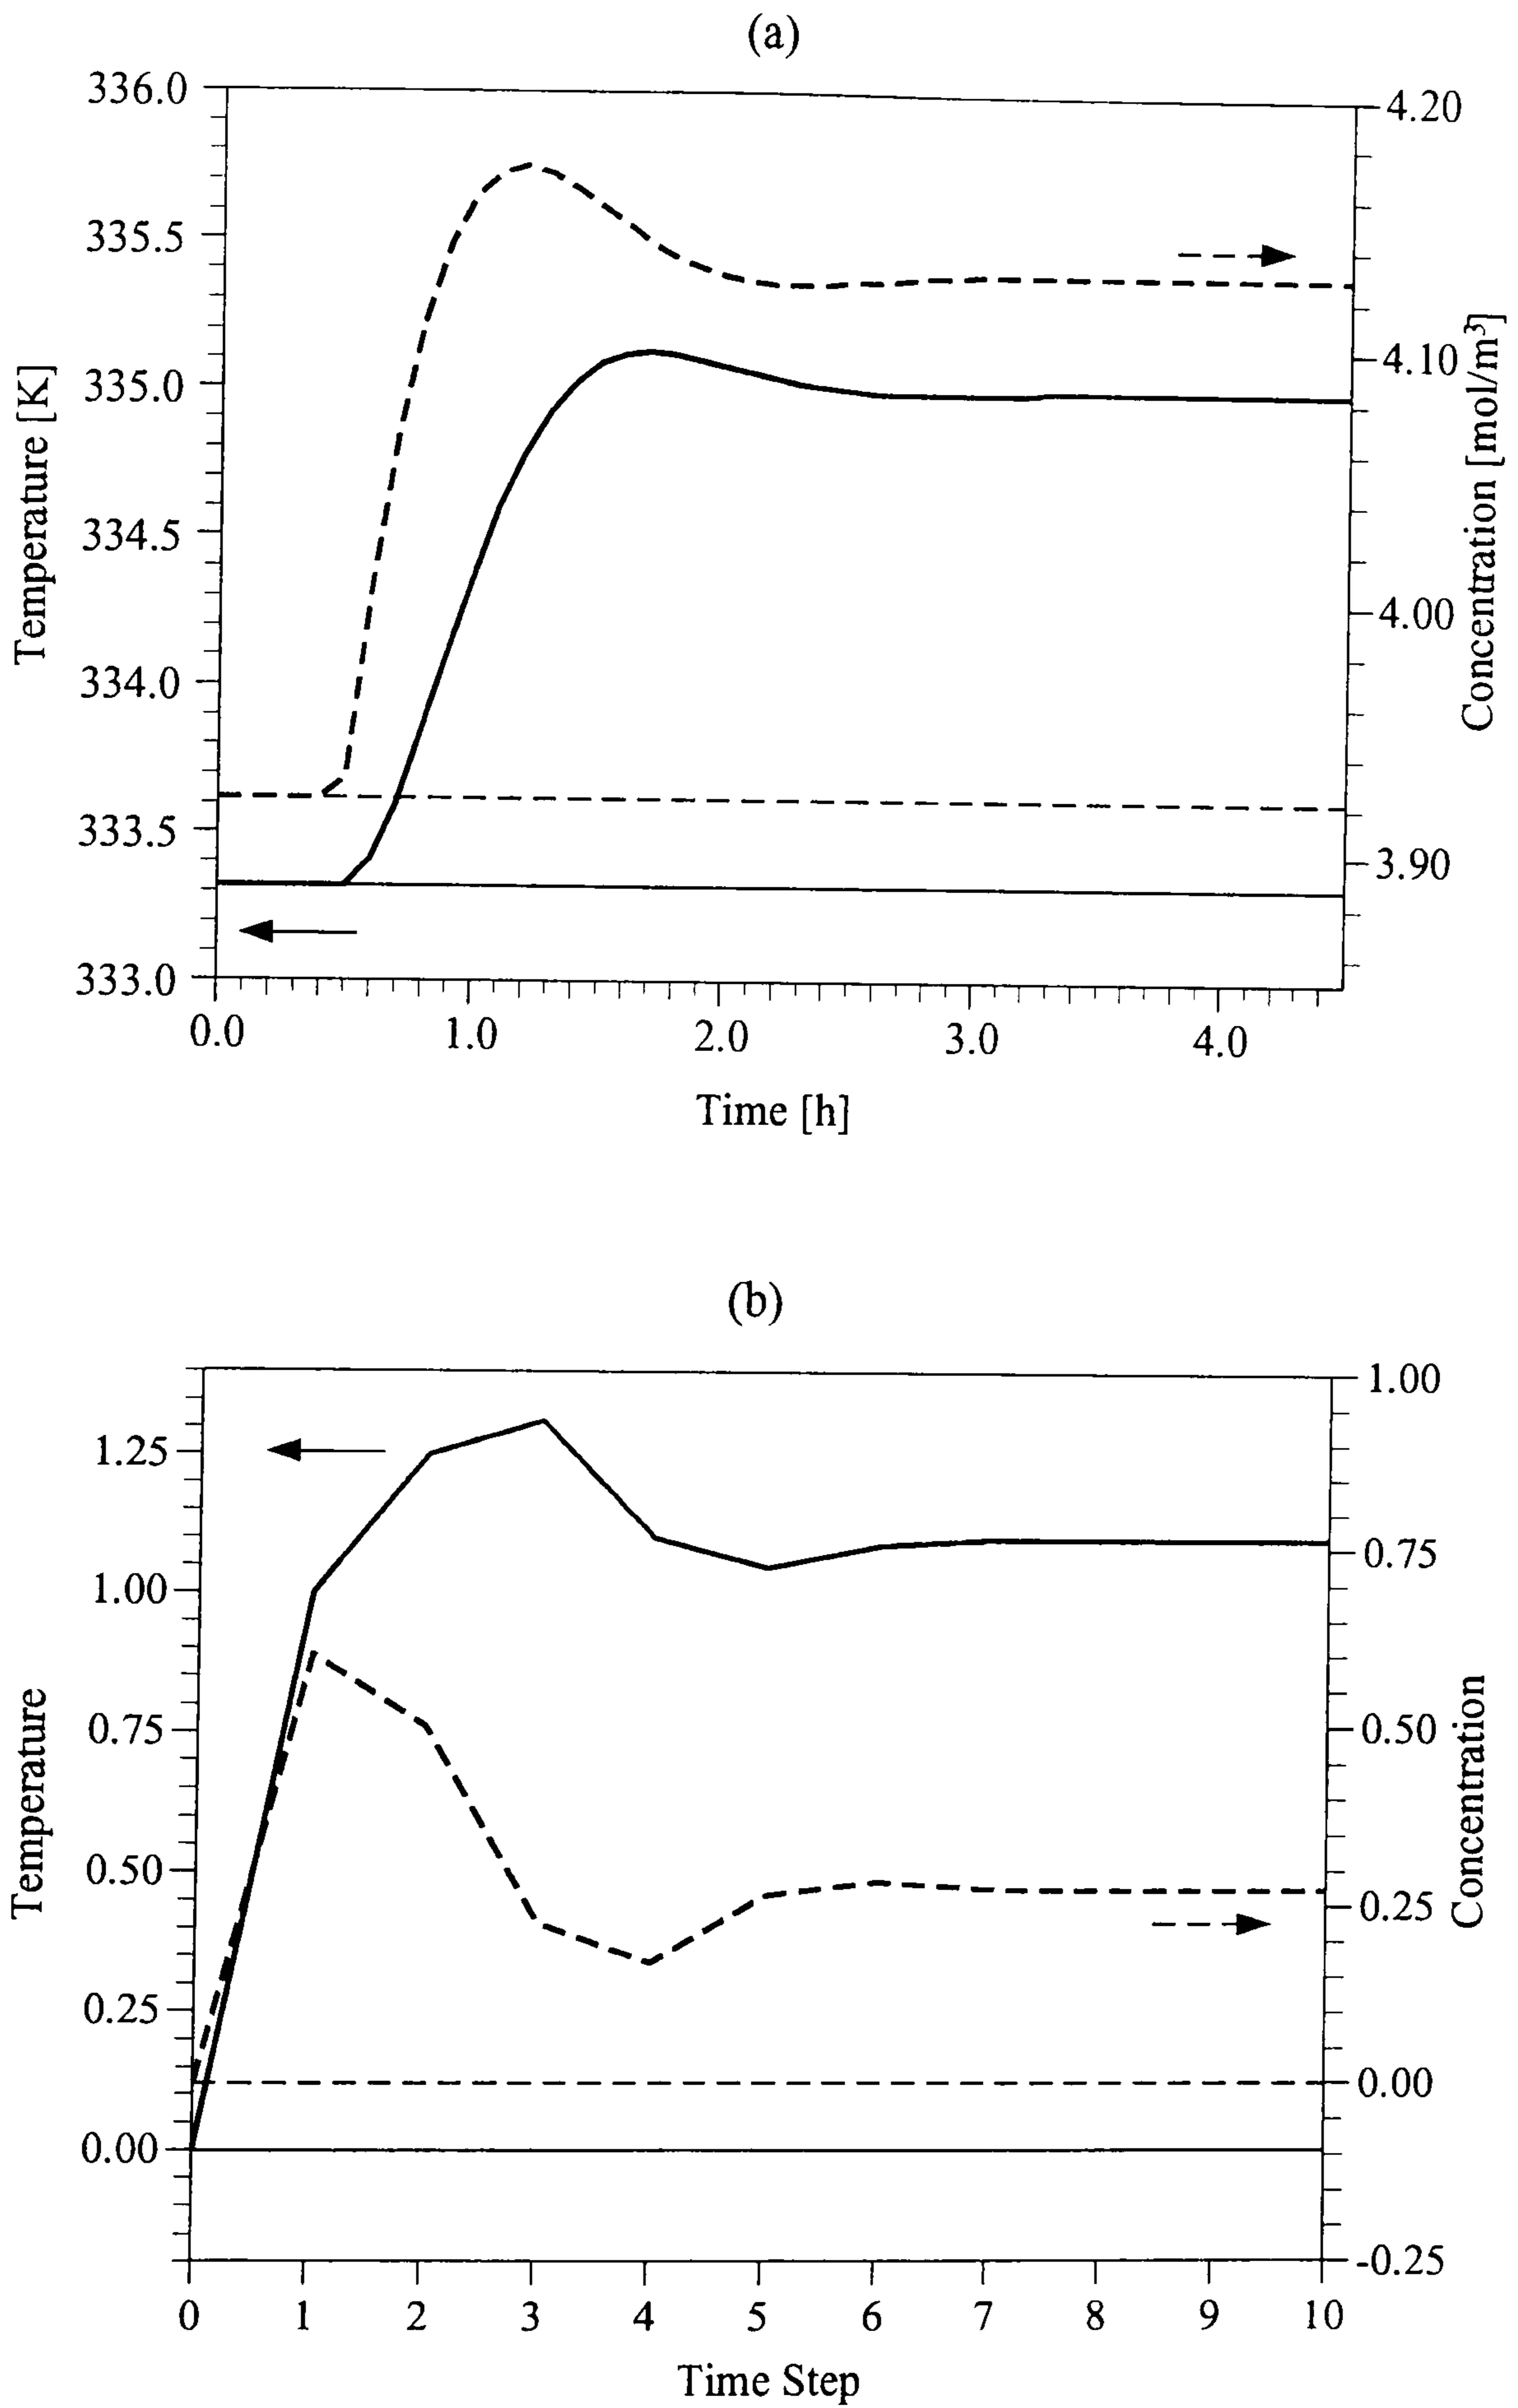 (a)
336.0
335.5
335.0
334.5
334.0
333.5
333.0
Temperature [K]
4.20
4.10
4.00
3.90
Concentration [mol/m³]
0.0 1.0 2.0 3.0 4.0
Time [h]
(b)
1.25
1.00
0.75
0.50
0.25
0.00
Temperature
1.00
0.75
0.50
0.25
0.00
-0.25
Concentration
0 1 2 3 4 5 6 7 8 9 10
Time Step